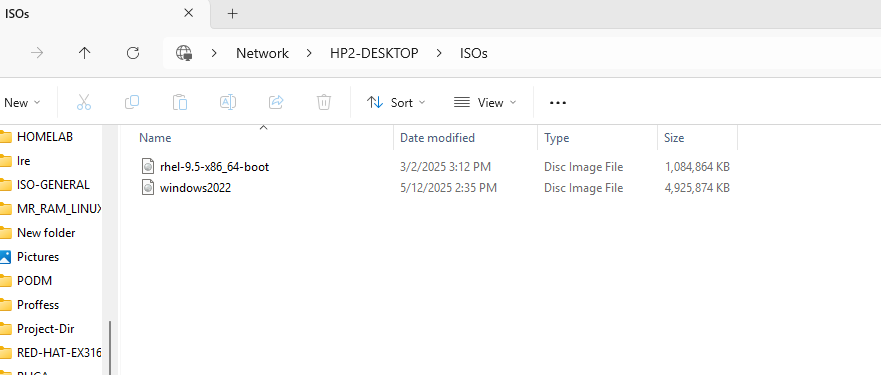 ISOs
Network > HP2-DESKTOP > ISOs
New Sort View
Name Date modified Type Size
rhel-9.5-x86_64-boot 3/2/2025 3:12 PM Disc Image File 1,084,864 KB
windows2022 5/12/2025 2:35 PM Disc Image File 4,925,874 KB
HOMELAB
Ire
ISO-GENERAL
MR_RAM_LINUX
New folder
Pictures
PODM
Proffess
Project-Dir
RED-HAT-EX316